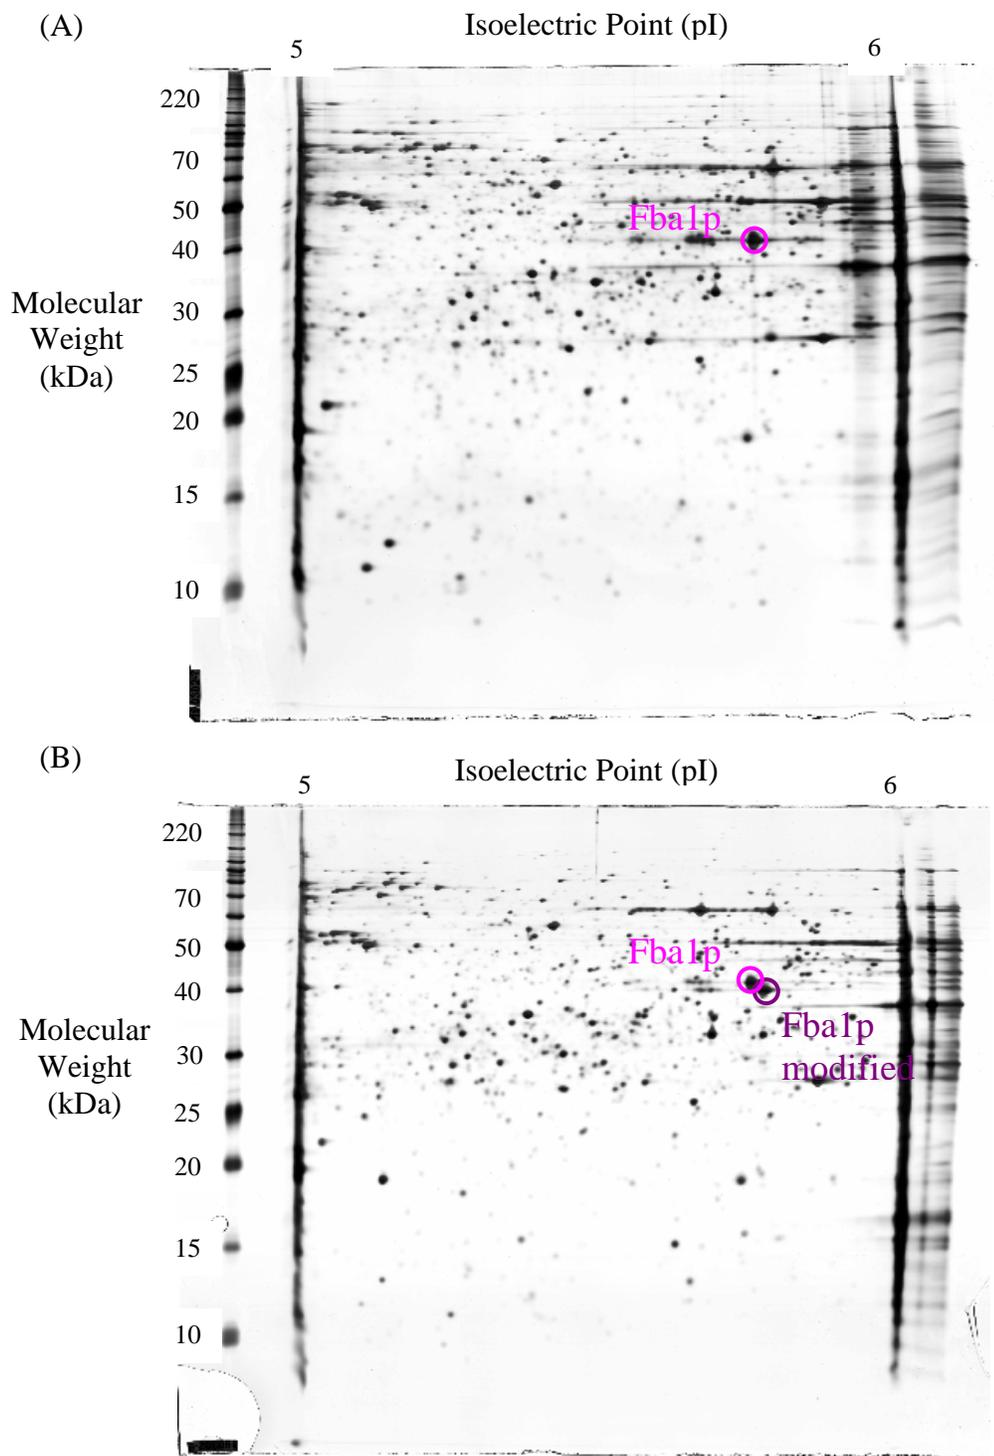 (A)
Isoelectric Point (pI)
5
6
220
70
50
Fba1p
40
Molecular
Weight
(kDa)
30
25
20
15
10
(B)
Isoelectric Point (pI)
5
6
220
70
50
Fba1p
40
Molecular
Weight
(kDa)
Fba1p
modified
30
25
20
15
10